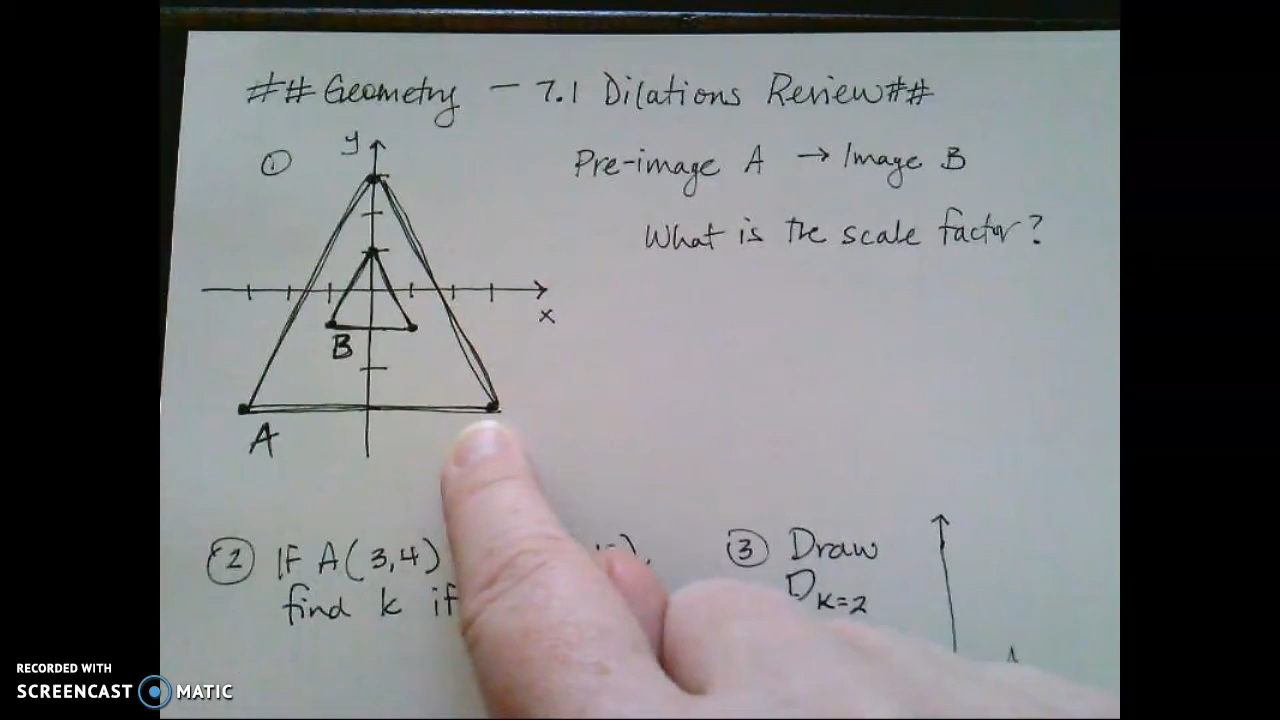 ## Geometry - 7.1 Dilations Review ##
①
y
Pre-image A → Image B
What is the scale factor?
x
B
A
② IF A(3,4)
find k if
③ Draw
D K=2
RECORDED WITH
SCREENCAST MATIC